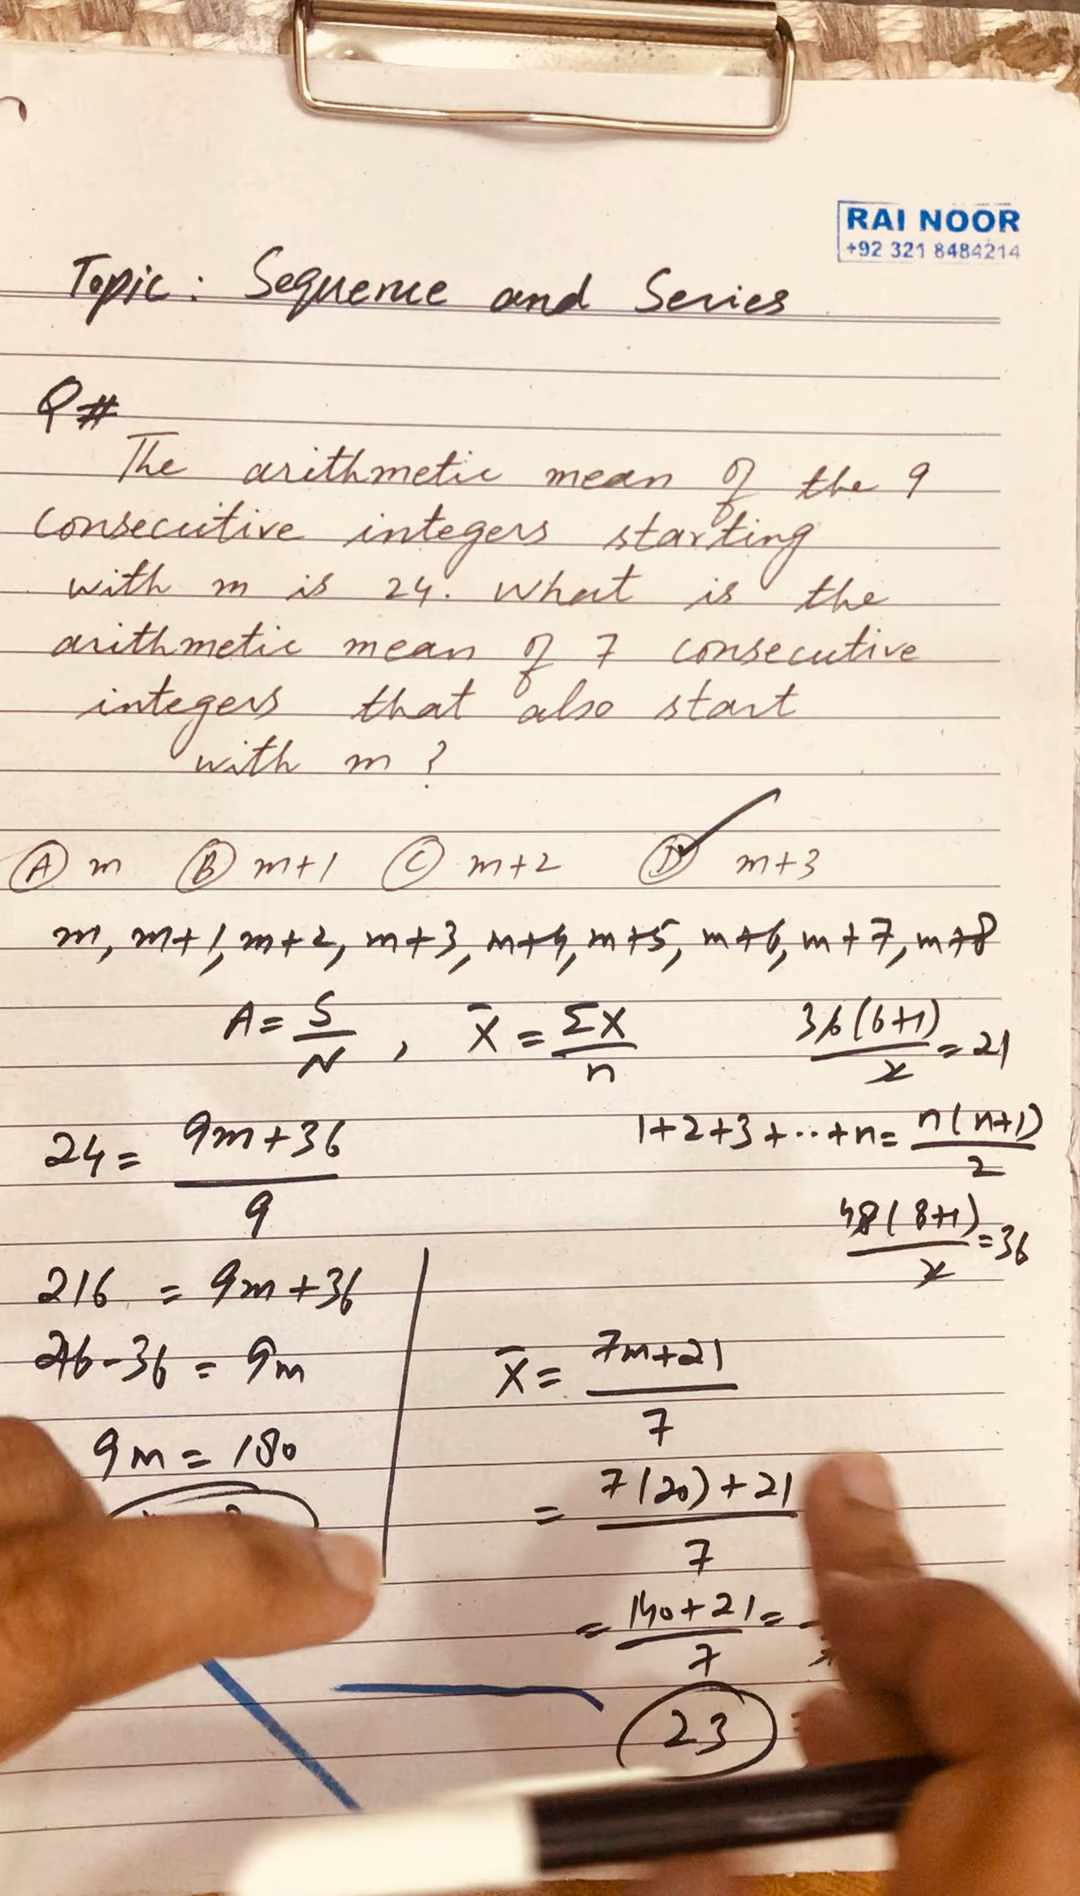 RAI NOOR
+92 321 8484214
Topic: Sequence and Series
Q#
The arithmetic mean of the 9
consecutive integers starting
with m is 24. What is the
arithmetic mean of 7 consecutive
integers that also start
with m?
(A) m (B) m+1 (C) m+2 (D) ✓ m+3
m, m+1, m+2, m+3, m+4, m+5, m+6, m+7, m+8
A = S/N , X̄ = ΣX/n
36(6+1)/2 = 21
24 = (9m+36)/9
1+2+3+...+n = n(n+1)/2
48(8+1)/2 = 36
216 = 9m+36
216-36 = 9m
9m = 180
X̄ = (7m+21)/7
= (7(20)+21)/7
= (140+21)/7 =
23